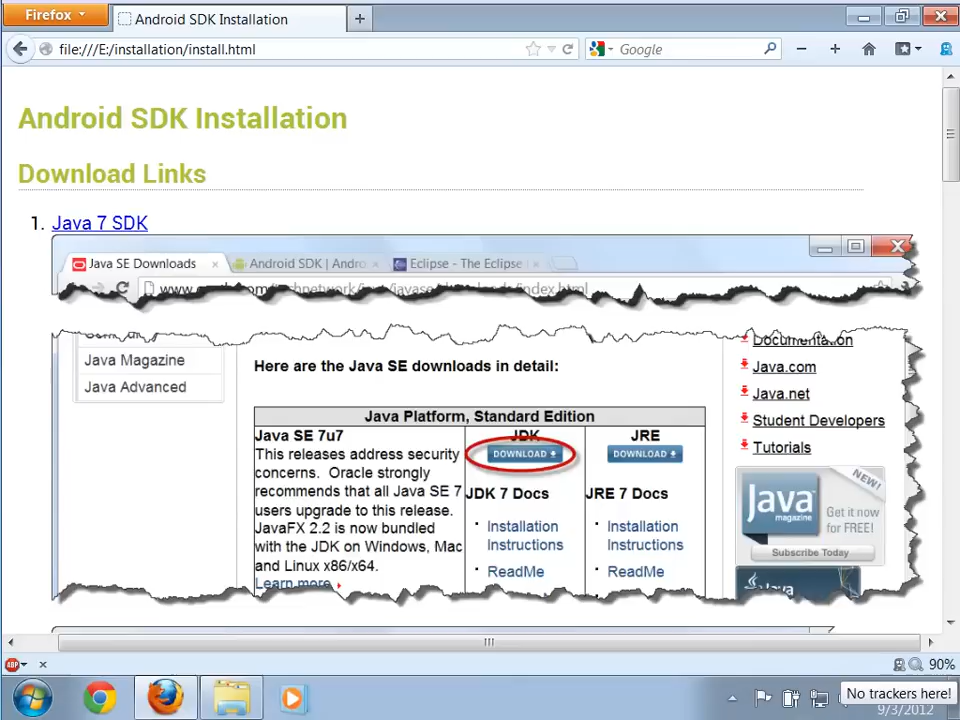 Firefox
Android SDK Installation
file:///E:/installation/install.html
Google
Android SDK Installation
Download Links
1. Java 7 SDK
Java SE Downloads
Android SDK | Andro
Eclipse - The Eclipse
Java Magazine
Java Advanced
Here are the Java SE downloads in detail:
Java Platform, Standard Edition
Java SE 7u7
This releases address security
concerns. Oracle strongly
recommends that all Java SE 7
users upgrade to this release.
JavaFX 2.2 is now bundled
with the JDK on Windows, Mac
and Linux x86/x64.
Learn more
JDK
DOWNLOAD
JDK 7 Docs
Installation
Instructions
ReadMe
JRE
DOWNLOAD
JRE 7 Docs
Installation
Instructions
ReadMe
Documentation
Java.com
Java.net
Student Developers
Tutorials
NEW!
Java
magazine
Get it now
for FREE!
Subscribe Today
Java
ABP
90%
No trackers here!
9/3/2012